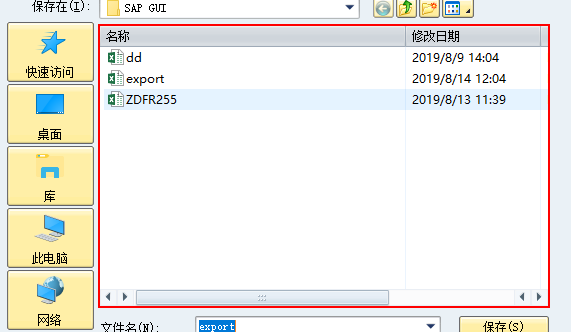 保存在(I): SAP GUI
快速访问
桌面
库
此电脑
网络
名称 修改日期
dd 2019/8/9 14:04
export 2019/8/14 12:04
ZDFR255 2019/8/13 11:39
文件名(N): export 保存(S)